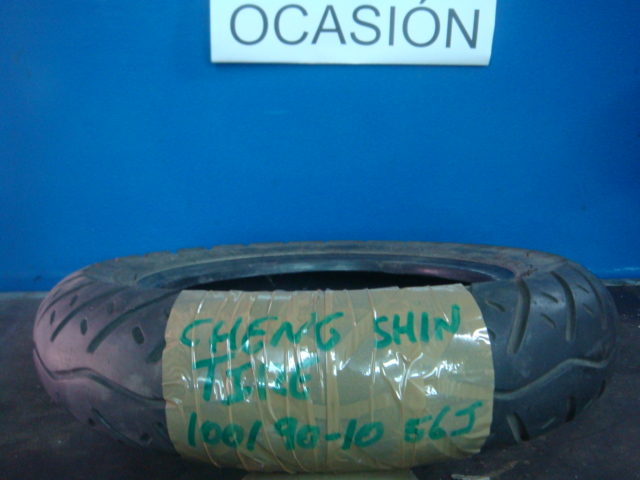 OCASIÓN
CHENG SHIN
TIRE
100/90-10 56J